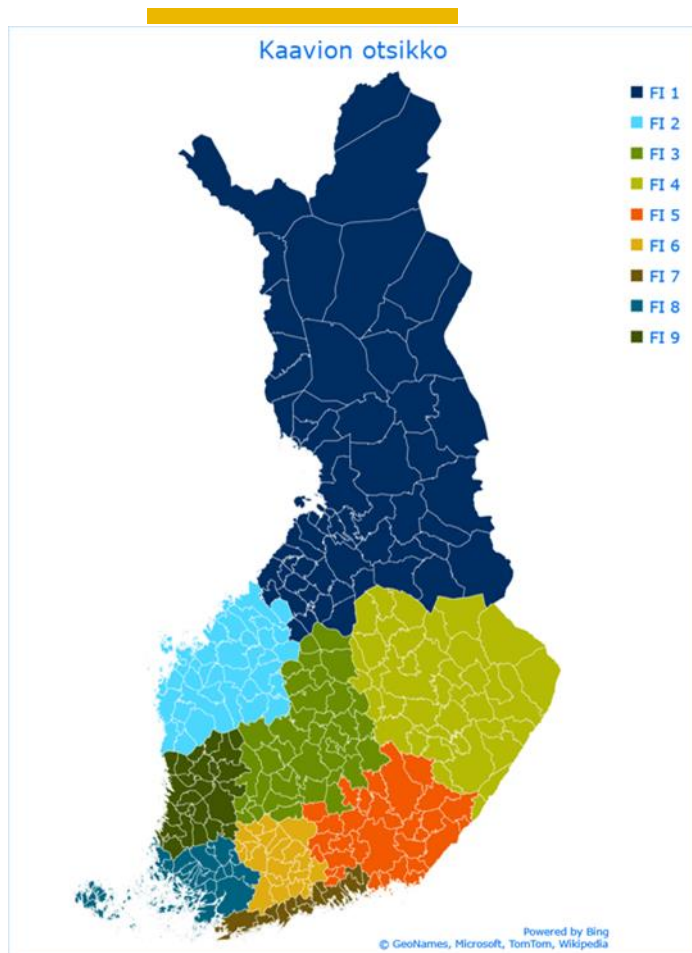 Kaavion otsikko
FI 1
FI 2
FI 3
FI 4
FI 5
FI 6
FI 7
FI 8
FI 9
Powered by Bing
© GeoNames, Microsoft, TomTom, Wikipedia